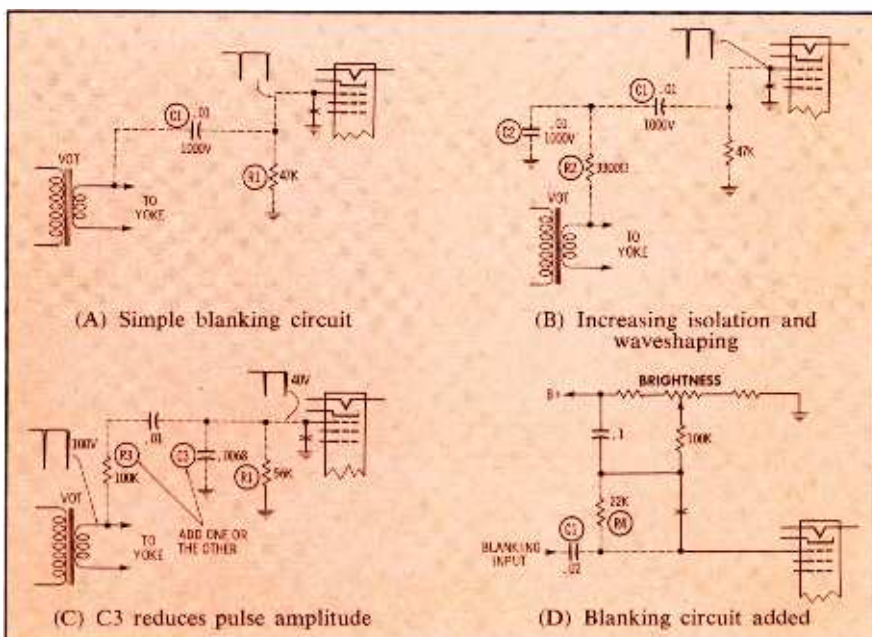 C1 .01
1000V
VOT
R1 47K
TO
YOKE
(A) Simple blanking circuit
C1 .01
1000V
C2 .01
1000V
R2 3300Ω
47K
VOT
TO
YOKE
(B) Increasing isolation and
waveshaping
40V
100V
.01
R3
100K
C3 .0068
R1 56K
VOT
TO
YOKE
ADD ONE OR
THE OTHER
(C) C3 reduces pulse amplitude
BRIGHTNESS
B+
.1
100K
22K
R4
C1
BLANKING
INPUT
.02
(D) Blanking circuit added